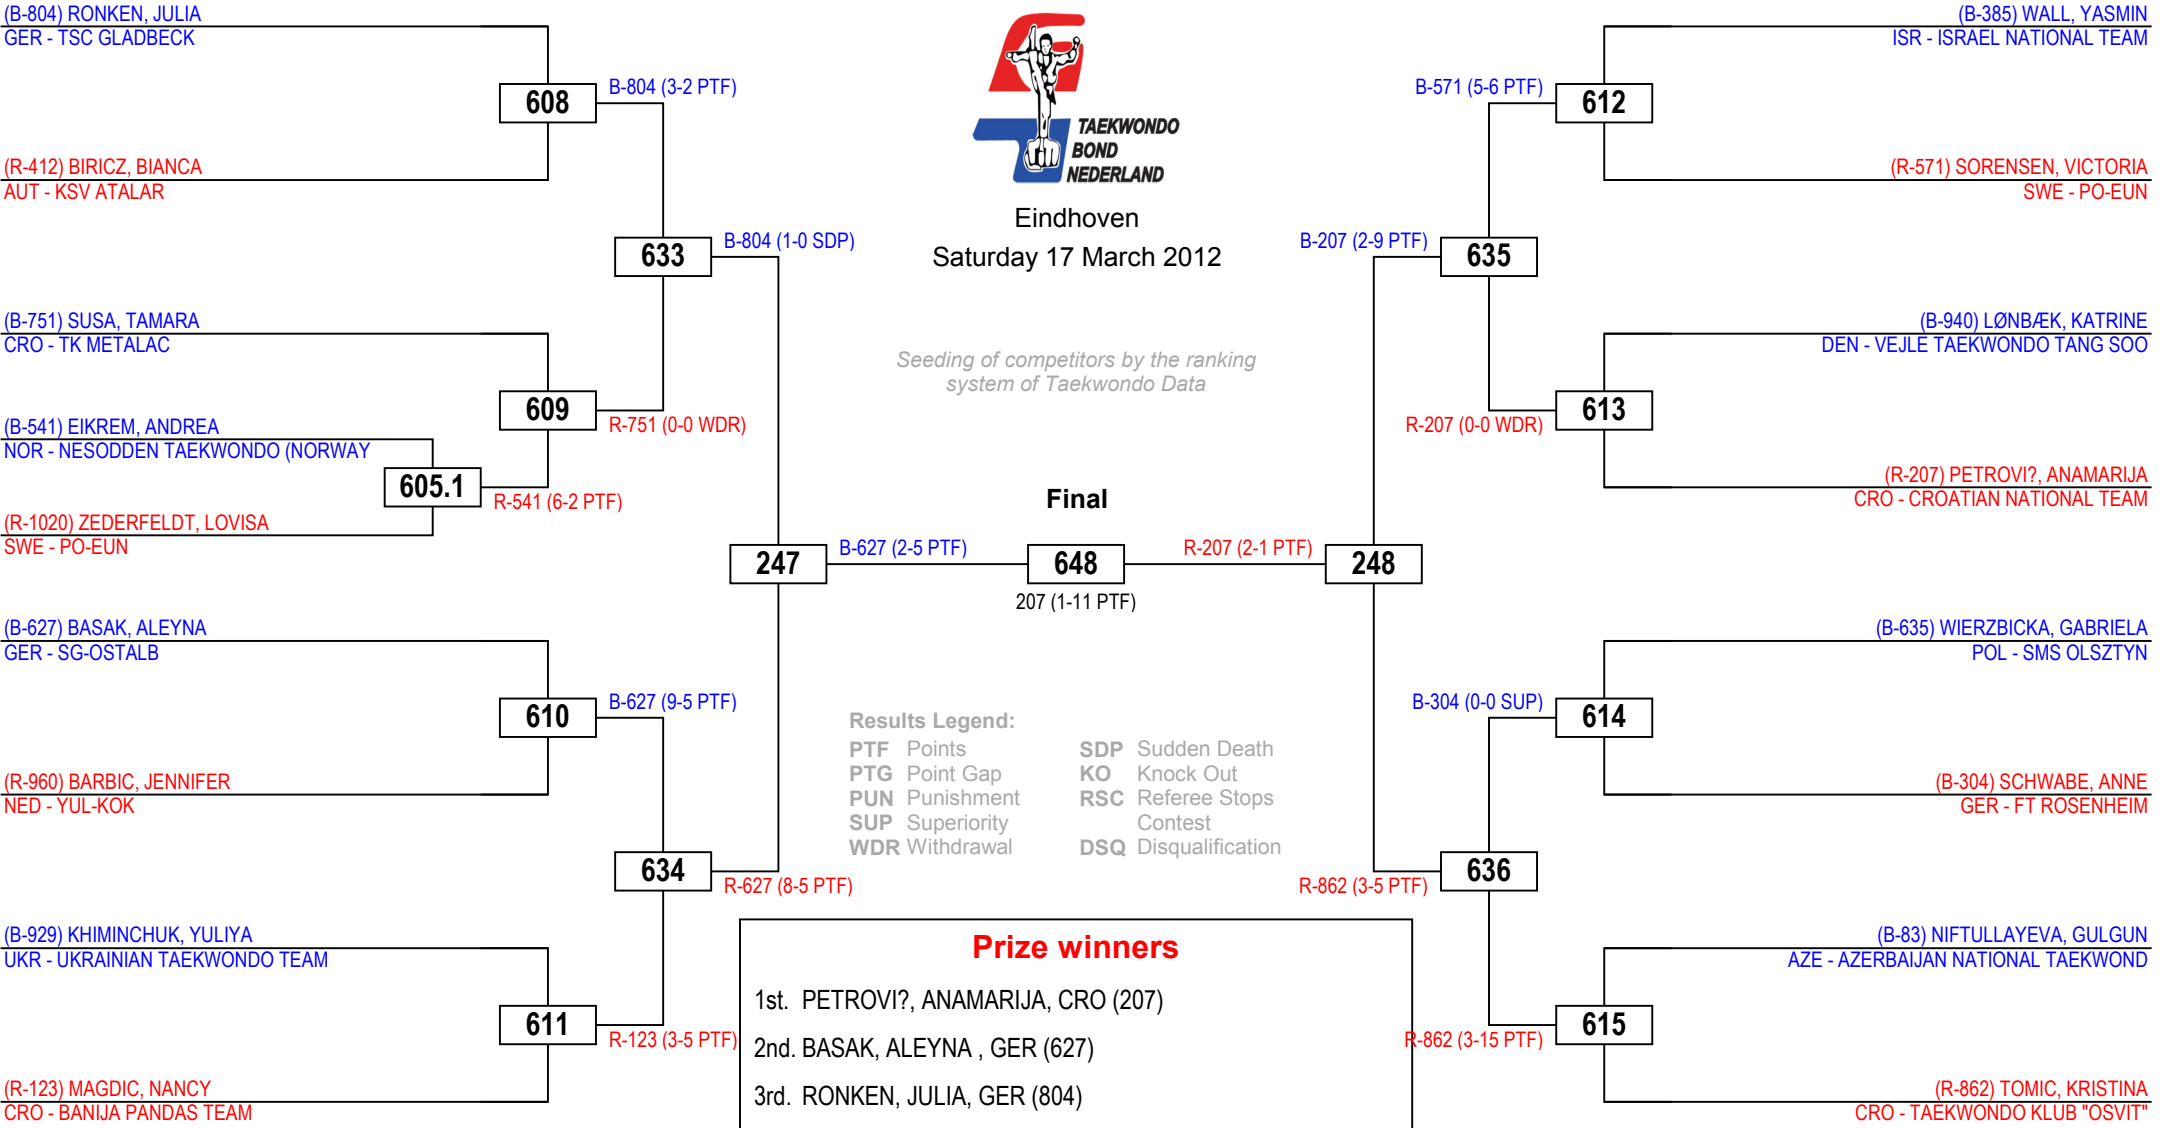 (B-804) RONKEN, JULIA
GER - TSC GLADBECK
608
B-804 (3-2 PTF)
(R-412) BIRICZ, BIANCA
AUT - KSV ATALAR
633
B-804 (1-0 SDP)
(B-751) SUSA, TAMARA
CRO - TK METALAC
609
R-751 (0-0 WDR)
(B-541) EIKREM, ANDREA
NOR - NESODDEN TAEKWONDO (NORWAY
605.1
R-541 (6-2 PTF)
(R-1020) ZEDERFELDT, LOVISA
SWE - PO-EUN
247
B-627 (2-5 PTF)
(B-627) BASAK, ALEYNA
GER - SG-OSTALB
610
B-627 (9-5 PTF)
(R-960) BARBIC, JENNIFER
NED - YUL-KOK
634
R-627 (8-5 PTF)
(B-929) KHIMINCHUK, YULIYA
UKR - UKRAINIAN TAEKWONDO TEAM
611
R-123 (3-5 PTF)
(R-123) MAGDIC, NANCY
CRO - BANIJA PANDAS TEAM
TAEKWONDO
BOND
NEDERLAND
Eindhoven
Saturday 17 March 2012
Seeding of competitors by the ranking
system of Taekwondo Data
Final
648
207 (1-11 PTF)
Results Legend:
PTF Points SDP Sudden Death
PTG Point Gap KO Knock Out
PUN Punishment RSC Referee Stops
SUP Superiority Contest
WDR Withdrawal DSQ Disqualification
Prize winners
1st. PETROVI?, ANAMARIJA, CRO (207)
2nd. BASAK, ALEYNA , GER (627)
3rd. RONKEN, JULIA, GER (804)
(B-385) WALL, YASMIN
ISR - ISRAEL NATIONAL TEAM
B-571 (5-6 PTF)
612
(R-571) SORENSEN, VICTORIA
SWE - PO-EUN
B-207 (2-9 PTF)
635
(B-940) LØNBÆK, KATRINE
DEN - VEJLE TAEKWONDO TANG SOO
R-207 (0-0 WDR)
613
(R-207) PETROVI?, ANAMARIJA
CRO - CROATIAN NATIONAL TEAM
R-207 (2-1 PTF)
248
(B-635) WIERZBICKA, GABRIELA
POL - SMS OLSZTYN
B-304 (0-0 SUP)
614
(B-304) SCHWABE, ANNE
GER - FT ROSENHEIM
R-862 (3-5 PTF)
636
(B-83) NIFTULLAYEVA, GULGUN
AZE - AZERBAIJAN NATIONAL TAEKWOND
R-862 (3-15 PTF)
615
(R-862) TOMIC, KRISTINA
CRO - TAEKWONDO KLUB "OSVIT"